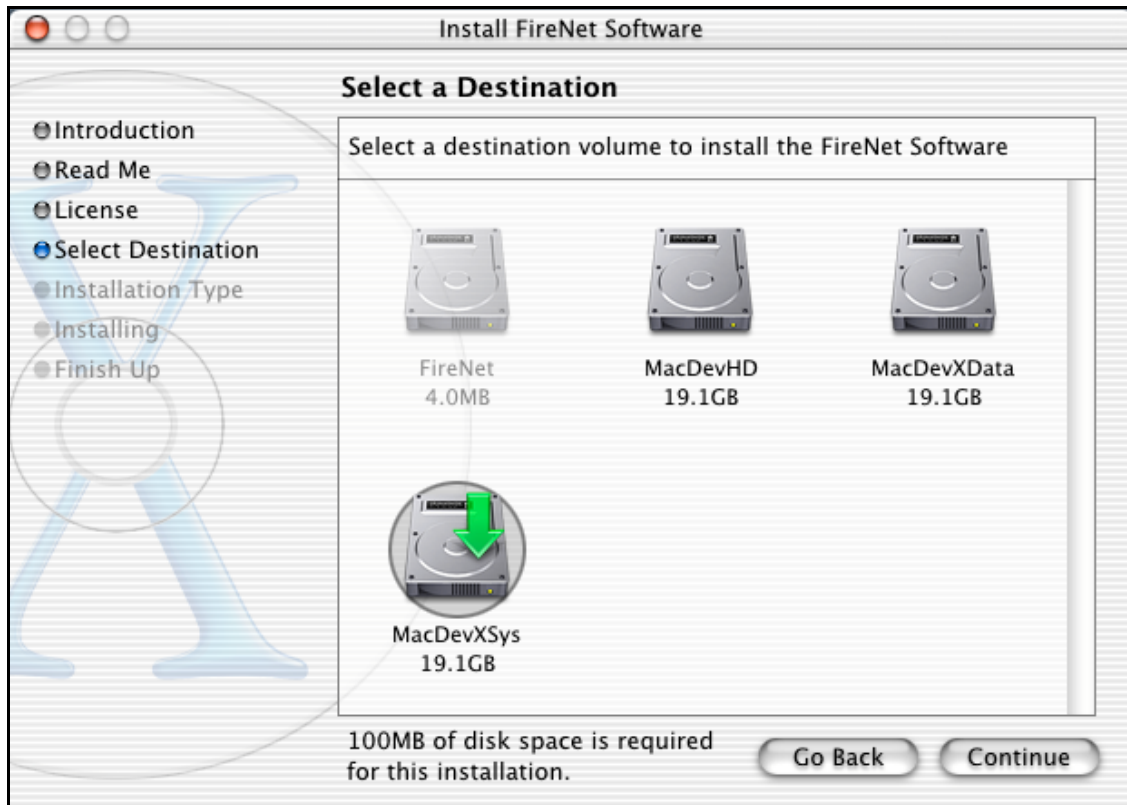 Install FireNet Software
Select a Destination
Introduction
Read Me
License
Select Destination
Installation Type
Installing
Finish Up
Select a destination volume to install the FireNet Software
FireNet
4.0MB
MacDevHD
19.1GB
MacDevXData
19.1GB
MacDevXSys
19.1GB
100MB of disk space is required
for this installation.
Go Back
Continue